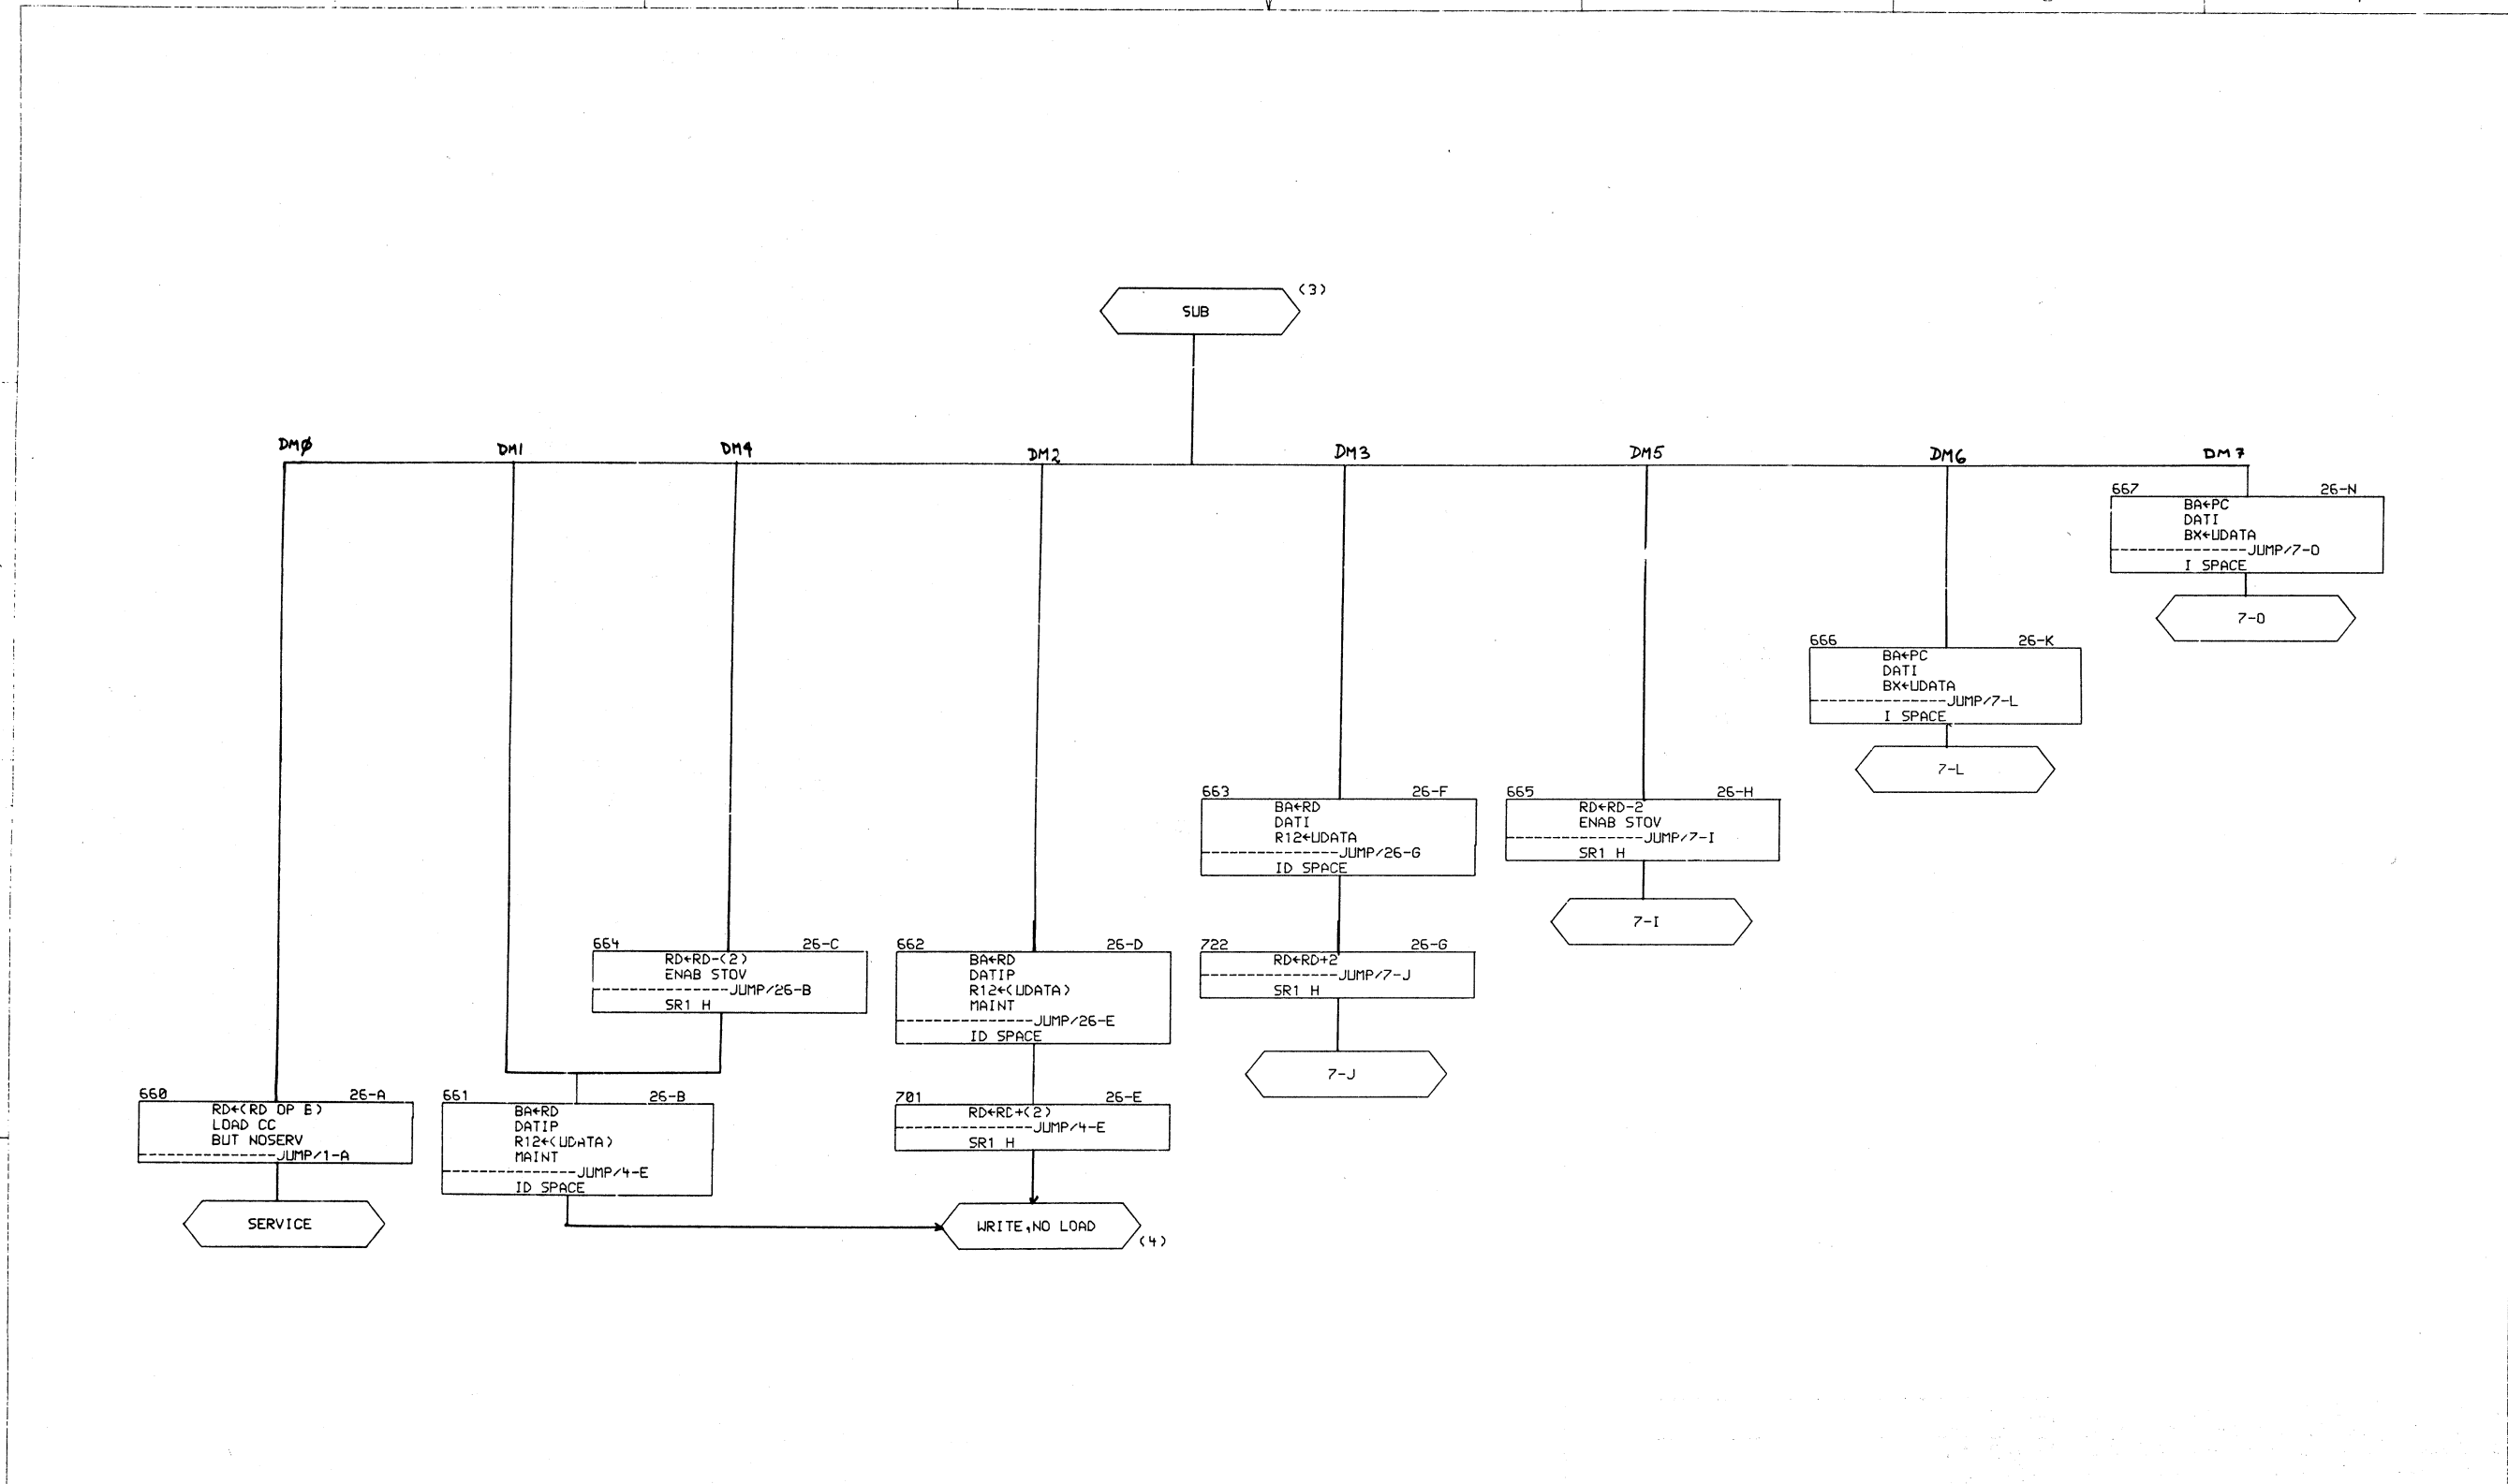 SUB
(3)
DMØ
DM1
DM4
DM2
DM3
DM5
DM6
DM7
667 26-N
BA←PC
DATI
BX←UDATA
----------------JUMP/7-O
I SPACE
7-O
666 26-K
BA←PC
DATI
BX←UDATA
----------------JUMP/7-L
I SPACE
7-L
663 26-F
BA←RD
DATI
R12←UDATA
----------------JUMP/26-G
ID SPACE
665 26-H
RD←RD-2
ENAB STOV
----------------JUMP/7-I
SR1 H
7-I
664 26-C
RD←RD-(2)
ENAB STOV
----------------JUMP/26-B
SR1 H
662 26-D
BA←RD
DATIP
R12←(UDATA)
MAINT
----------------JUMP/26-E
ID SPACE
722 26-G
RD←RD+2
----------------JUMP/7-J
SR1 H
7-J
660 26-A
RD←(RD OP B)
LOAD CC
BUT NOSERV
----------------JUMP/1-A
SERVICE
661 26-B
BA←RD
DATIP
R12←(UDATA)
MAINT
----------------JUMP/4-E
ID SPACE
701 26-E
RD←RD+(2)
----------------JUMP/4-E
SR1 H
WRITE,NO LOAD
(4)